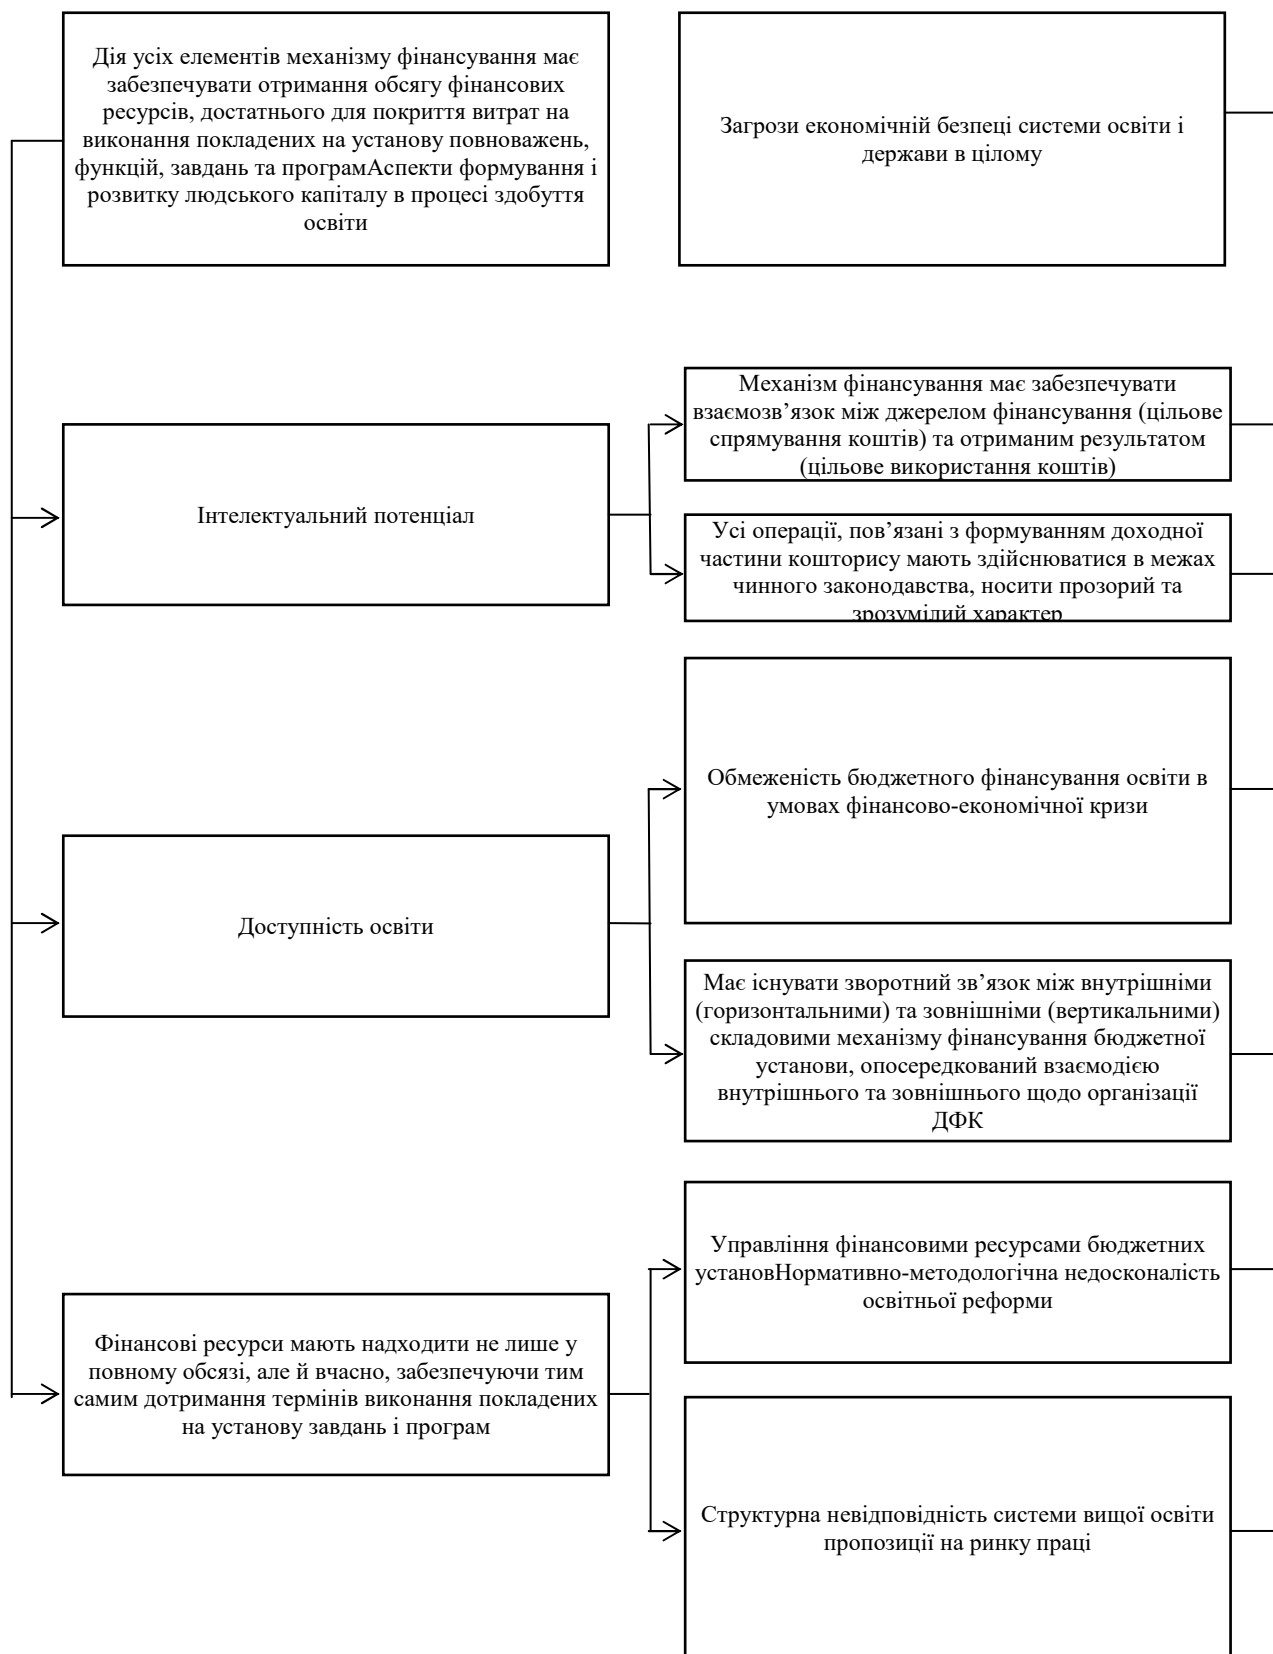 Дія усіх елементів механізму фінансування має
забезпечувати отримання обсягу фінансових
ресурсів, достатнього для покриття витрат на
виконання покладених на установу повноважень,
функцій, завдань та програмАспекти формування і
розвитку людського капіталу в процесі здобуття
освіти
Загрози економічній безпеці системи освіти і
держави в цілому
Інтелектуальний потенціал
Механізм фінансування має забезпечувати
взаємозв’язок між джерелом фінансування (цільове
спрямування коштів) та отриманим результатом
(цільове використання коштів)
Усі операції, пов’язані з формуванням доходної
частини кошторису мають здійснюватися в межах
чинного законодавства, носити прозорий та
зрозумілий характер
Доступність освіти
Обмеженість бюджетного фінансування освіти в
умовах фінансово-економічної кризи
Має існувати зворотний зв’язок між внутрішніми
(горизонтальними) та зовнішніми (вертикальними)
складовими механізму фінансування бюджетної
установи, опосередкований взаємодією
внутрішнього та зовнішнього щодо організації
ДФК
Фінансові ресурси мають надходити не лише у
повному обсязі, але й вчасно, забезпечуючи тим
самим дотримання термінів виконання покладених
на установу завдань і програм
Управління фінансовими ресурсами бюджетних
установНормативно-методологічна недосконалість
освітньої реформи
Структурна невідповідність системи вищої освіти
пропозиції на ринку праці